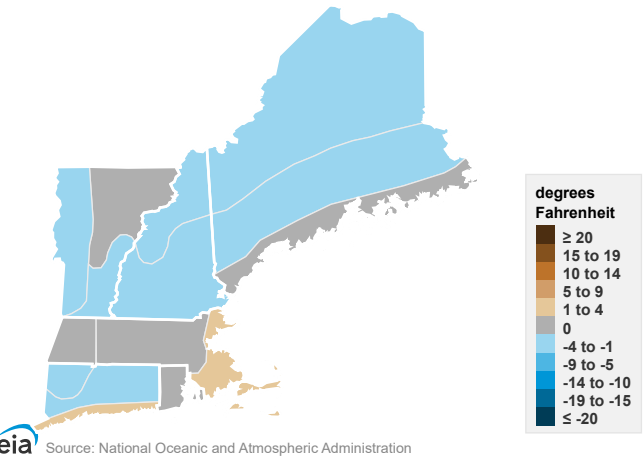 degrees
Fahrenheit
≥ 20
15 to 19
10 to 14
5 to 9
1 to 4
0
-4 to -1
-9 to -5
-14 to -10
-19 to -15
≤ -20
eia Source: National Oceanic and Atmospheric Administration